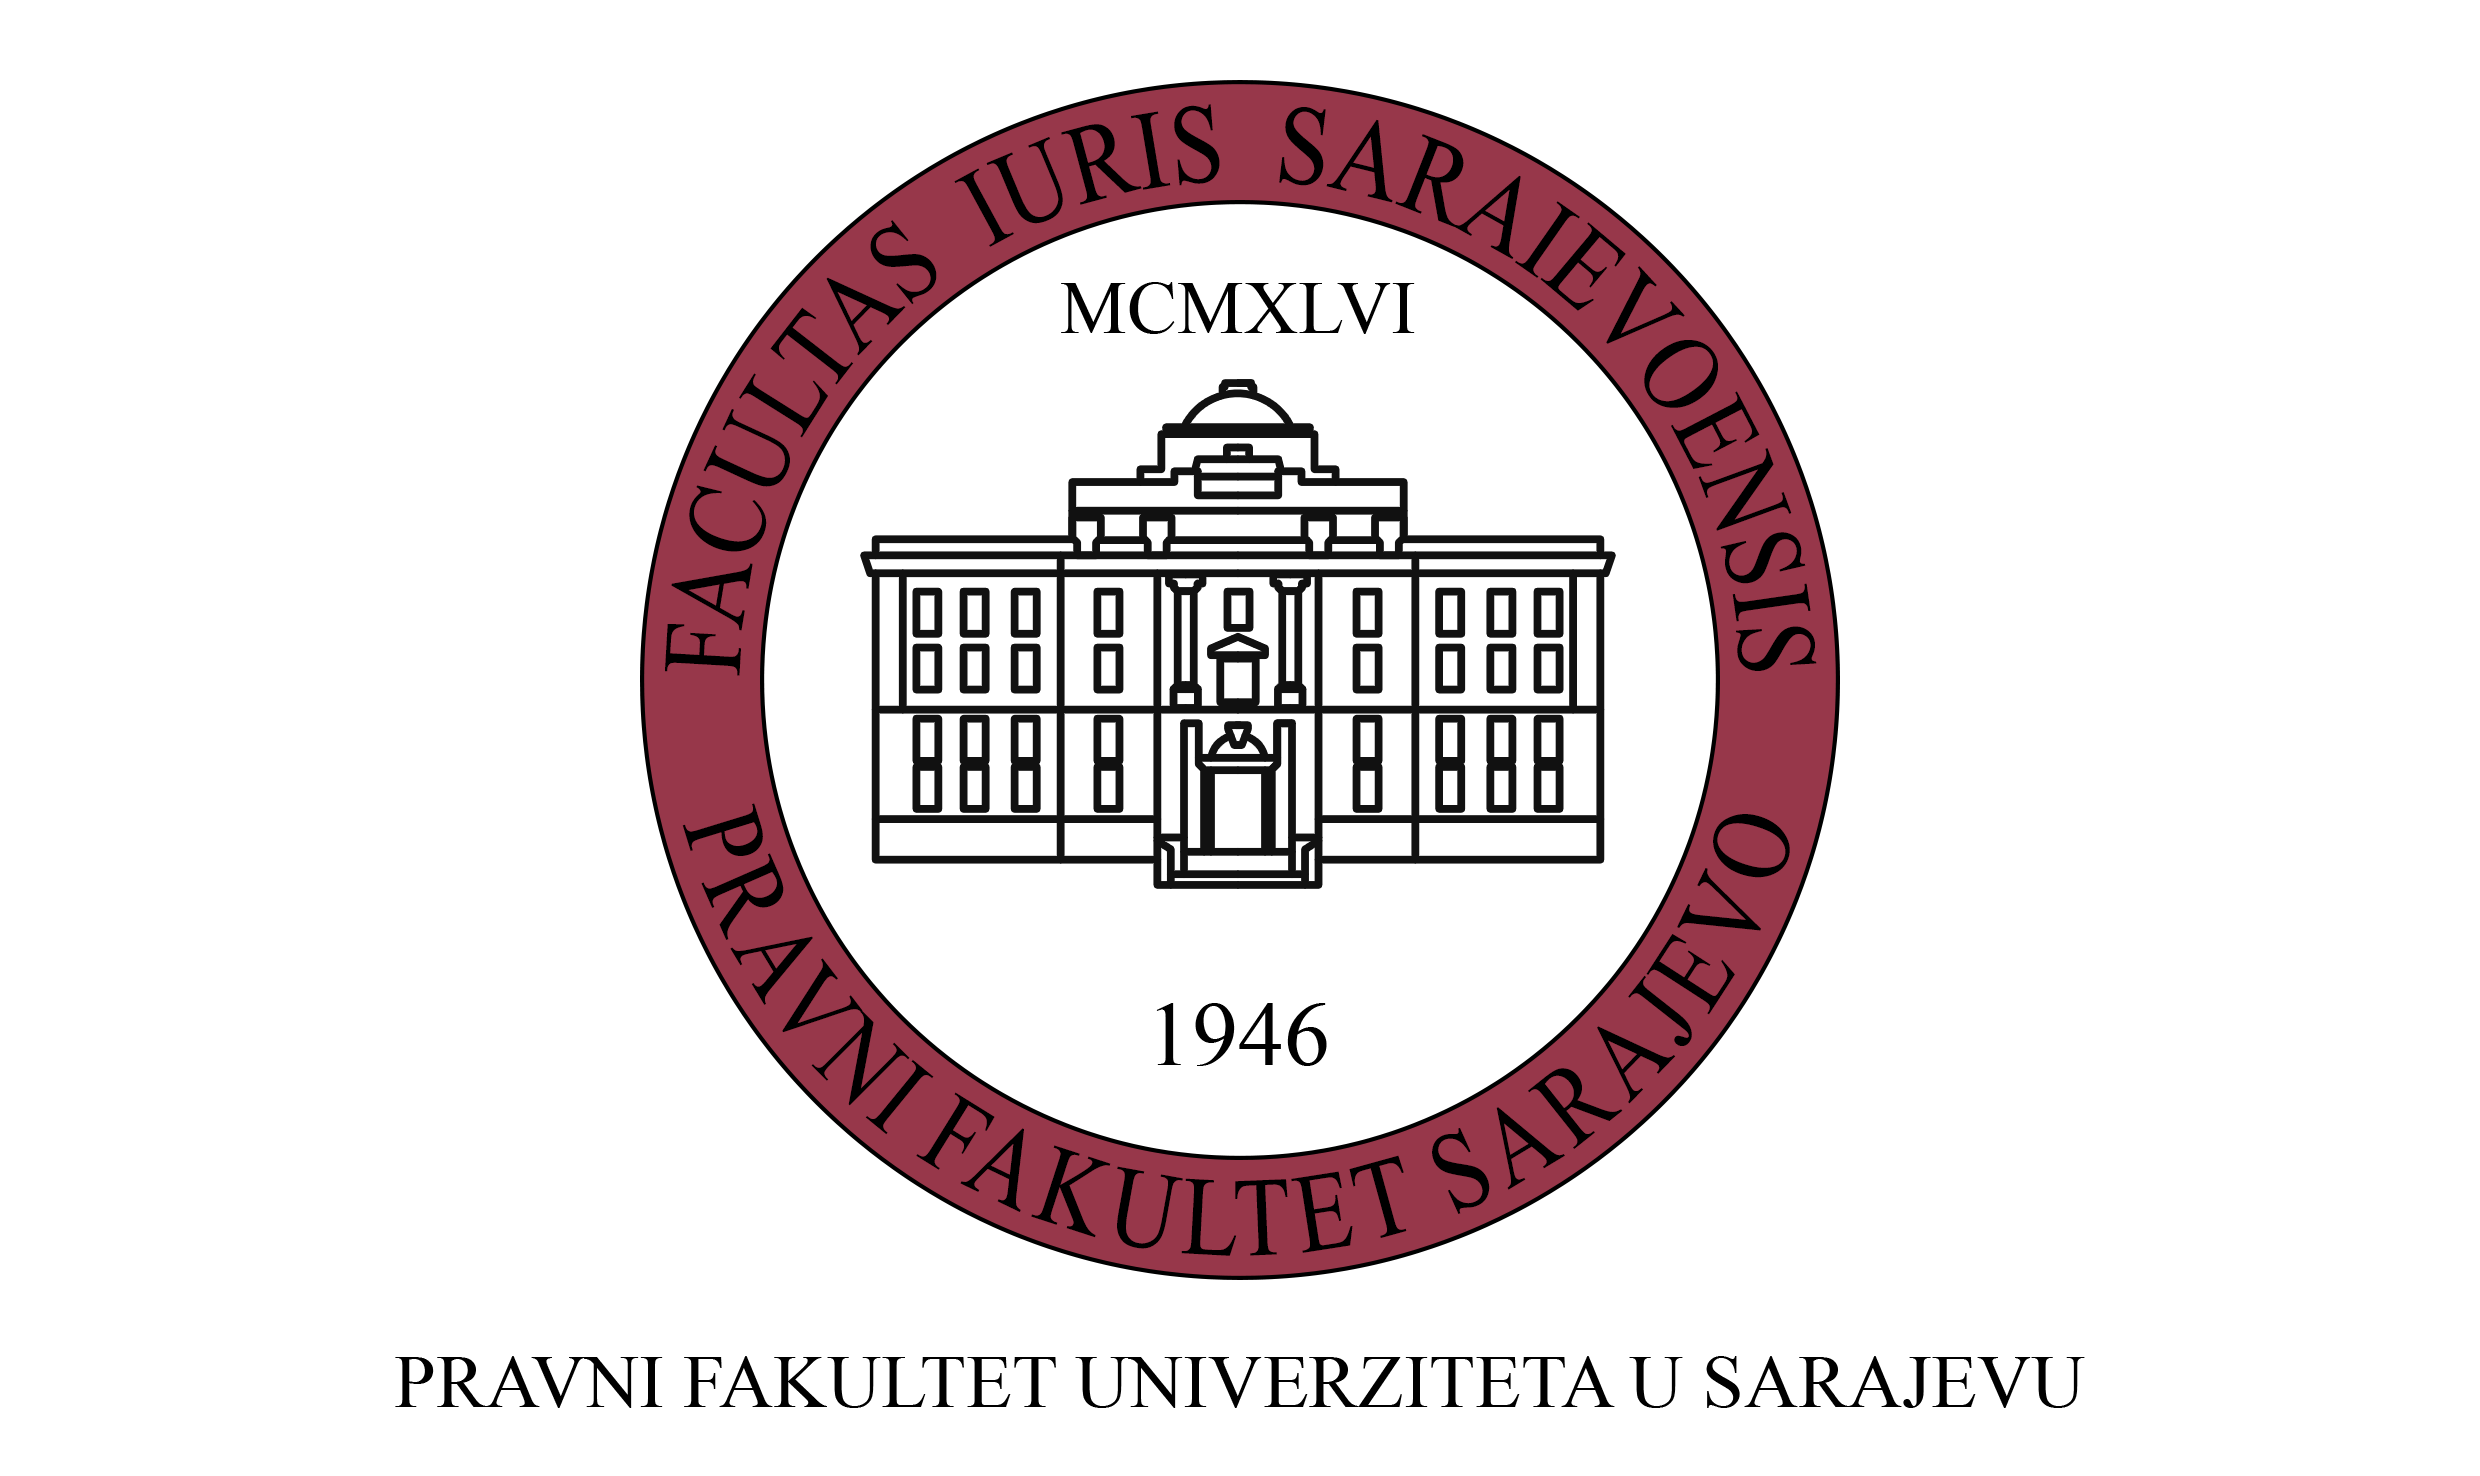 FACULTAS IURIS SARAIEVOENSIS
MCMXLVI
1946
PRAVNI FAKULTET SARAJEVO
PRAVNI FAKULTET UNIVERZITETA U SARAJEVU